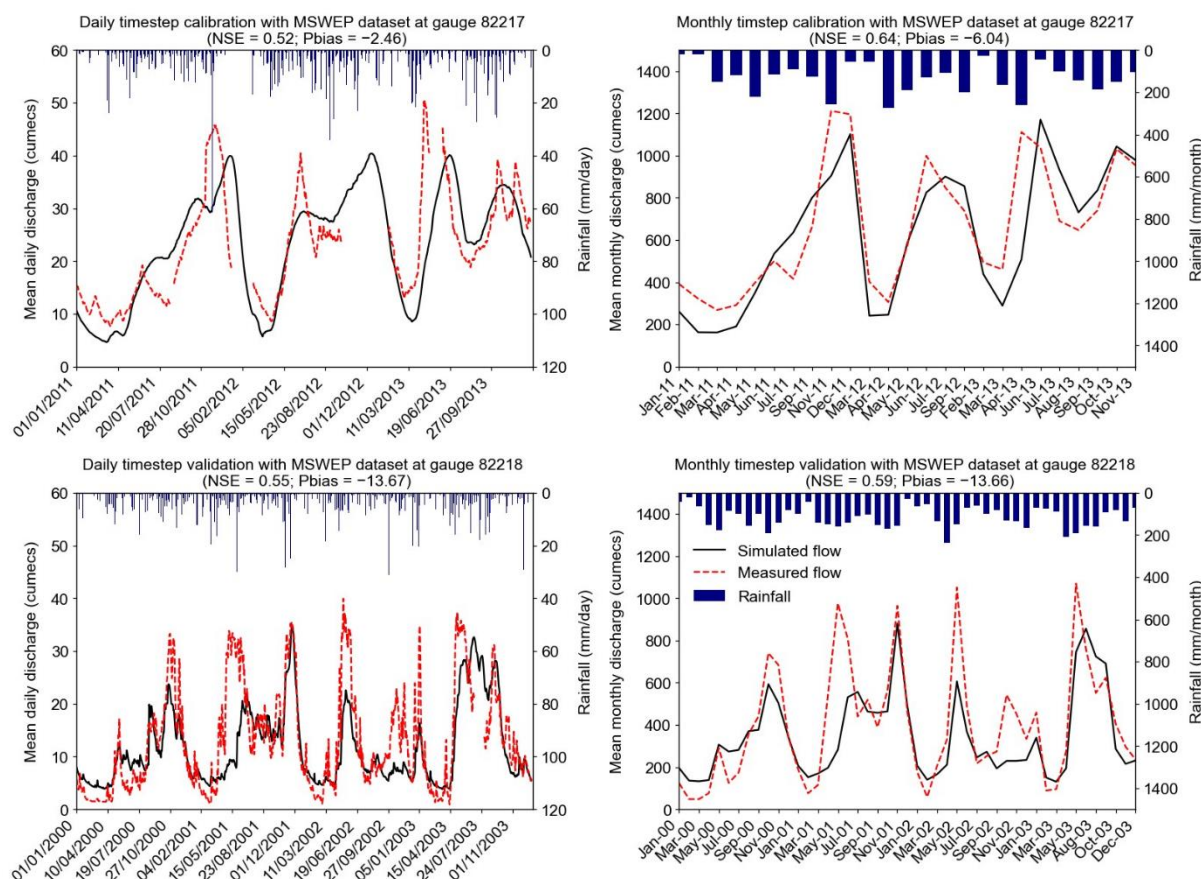 Daily timestep calibration with MSWEP dataset at gauge 82217
(NSE = 0.52; Pbias = −2.46)
60
50
40
30
20
10
0
Mean daily discharge (cumecs)
0
20
40
60
80
100
120
Rainfall (mm/day)
01/01/2011
11/04/2011
20/07/2011
28/10/2011
05/02/2012
15/05/2012
23/08/2012
01/12/2012
11/03/2013
19/06/2013
27/09/2013
Monthly timstep calibration with MSWEP dataset at gauge 82217
(NSE = 0.64; Pbias = −6.04)
1400
1200
1000
800
600
400
200
0
Mean monthly discharge (cumecs)
0
200
400
600
800
1000
1200
1400
Rainfall (mm/month)
Jan-11
Feb-11
Mar-11
Apr-11
May-11
Jun-11
Jul-11
Sep-11
Nov-11
Dec-11
Mar-12
Apr-12
May-12
Jun-12
Jul-12
Sep-12
Feb-13
Mar-13
Apr-13
Jun-13
Jul-13
Aug-13
Sep-13
Oct-13
Nov-13
Daily timestep validation with MSWEP dataset at gauge 82218
(NSE = 0.55; Pbias = −13.67)
60
50
40
30
20
10
0
Mean daily discharge (cumecs)
0
20
40
60
80
100
120
Rainfall (mm/day)
01/01/2000
10/04/2000
19/07/2000
27/10/2000
04/02/2001
15/05/2001
23/08/2001
01/12/2001
11/03/2002
19/06/2002
27/09/2002
05/01/2003
15/04/2003
24/07/2003
01/11/2003
Monthly timestep validation with MSWEP dataset at gauge 82218
(NSE = 0.59; Pbias = −13.66)
1400
1200
1000
800
600
400
200
0
Mean monthly discharge (cumecs)
Simulated flow
Measured flow
Rainfall
0
200
400
600
800
1000
1200
1400
Rainfall (mm/month)
Jan-00
Mar-00
May-00
Jul-00
Sep-00
Nov-00
Jan-01
Mar-01
May-01
Jul-01
Sep-01
Nov-01
Jan-02
Mar-02
May-02
Jul-02
Sep-02
Nov-02
Jan-03
Mar-03
May-03
Aug-03
Oct-03
Dec-03